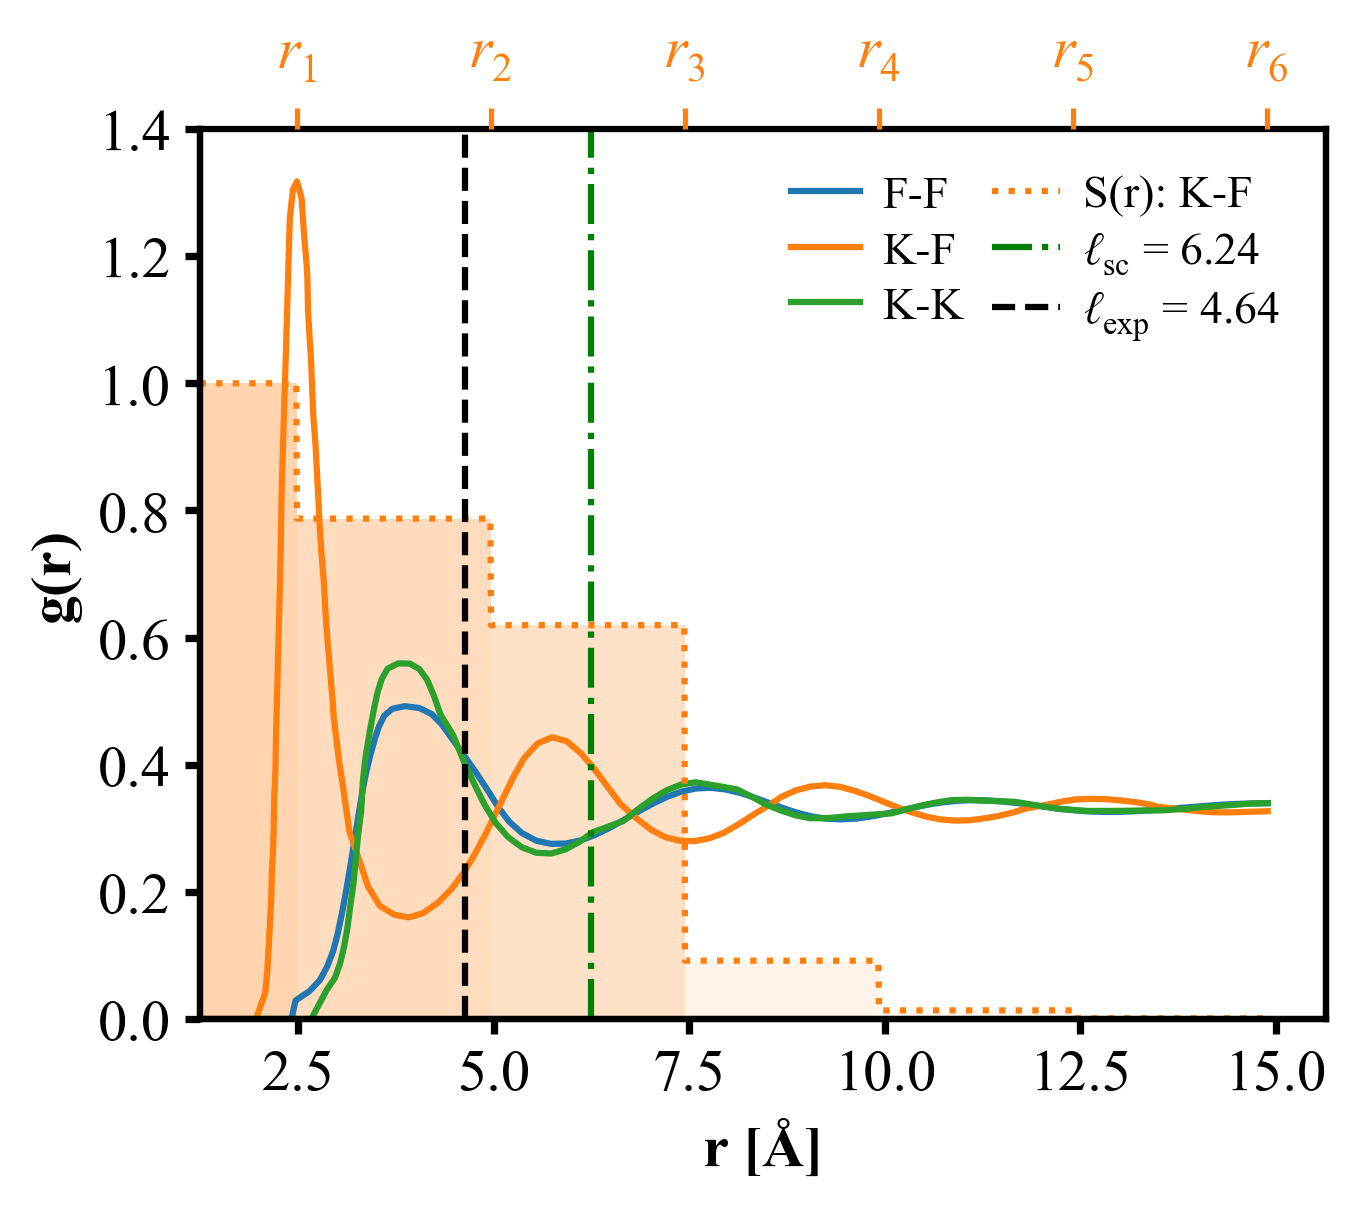 r₁ r₂ r₃ r₄ r₅ r₆
1.4
1.2
1.0
0.8
0.6
0.4
0.2
0.0
g(r)
F-F
K-F
K-K
S(r): K-F
ℓsc = 6.24
ℓexp = 4.64
2.5 5.0 7.5 10.0 12.5 15.0
r [Å]